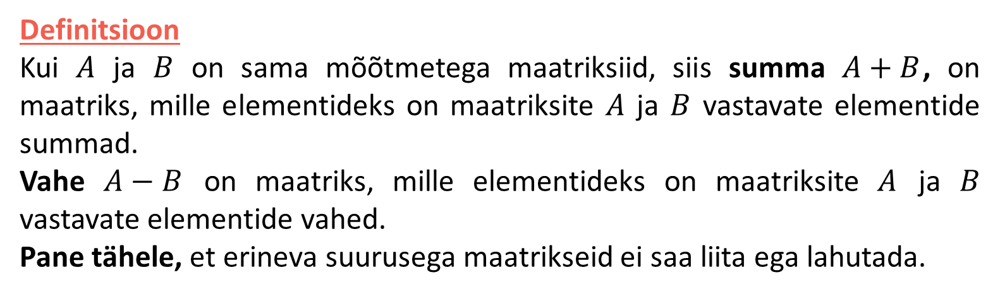 Definitsioon
Kui A ja B on sama mõõtmetega maatriksiid, siis summa A + B, on
maatriks, mille elementideks on maatriksite A ja B vastavate elementide
summad.
Vahe A − B on maatriks, mille elementideks on maatriksite A ja B
vastavate elementide vahed.
Pane tähele, et erineva suurusega maatrikseid ei saa liita ega lahutada.